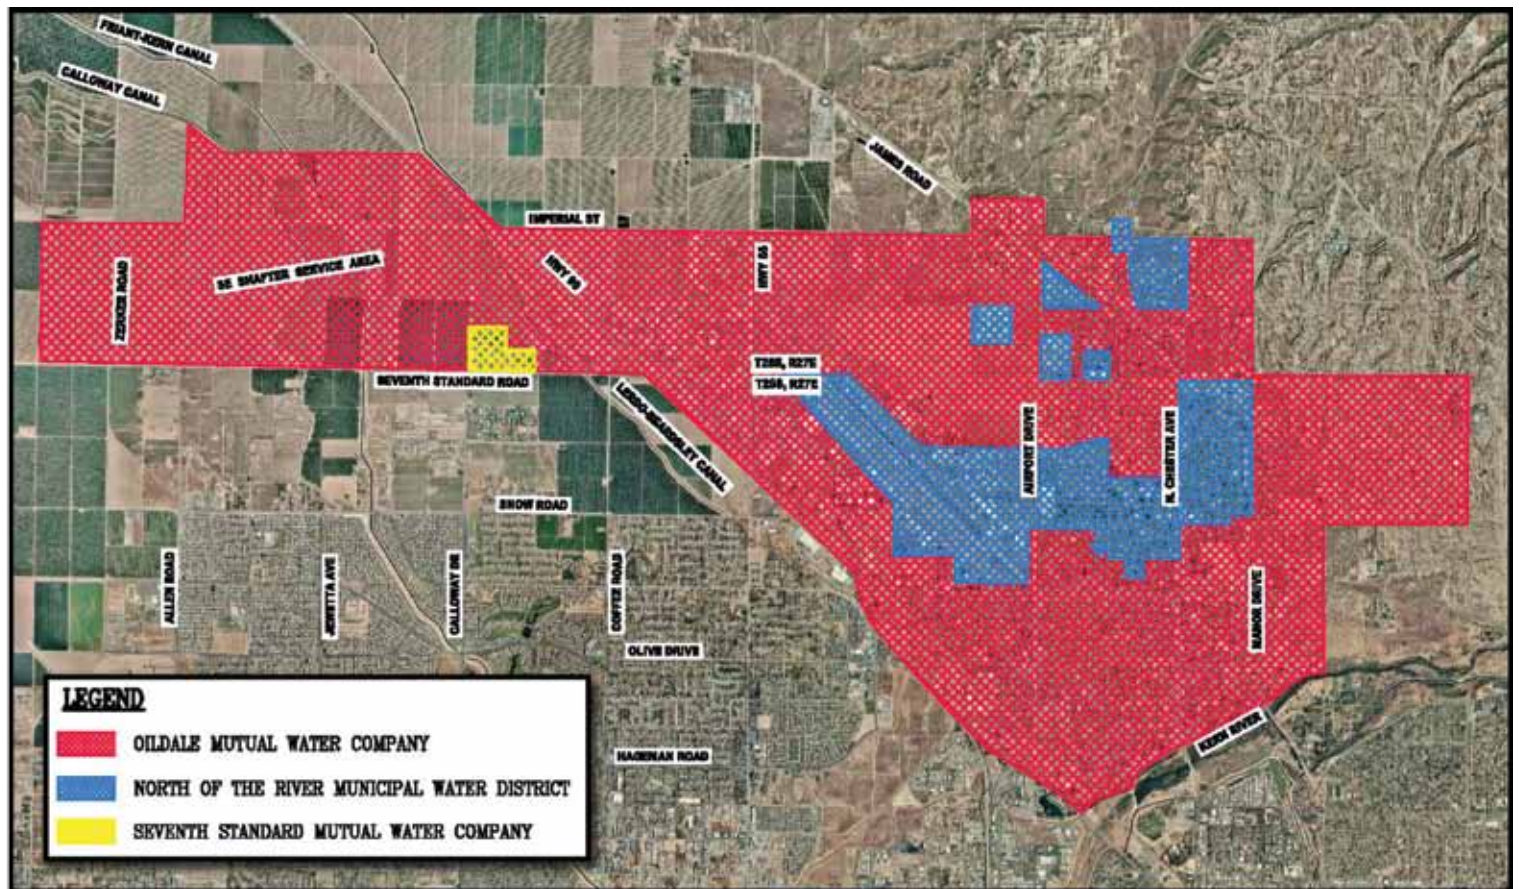 FRIANT-KERN CANAL
CALLOWAY CANAL
JAMES ROAD
IMPERIAL ST
ZERKER ROAD
SE SHAFTER SERVICE AREA
HWY 99
HWY 65
T28S, R27E
T29S, R27E
SEVENTH STANDARD ROAD
LERDO-BEARDSLEY CANAL
AIRPORT DRIVE
N. CHESTER AVE
SNOW ROAD
ALLEN ROAD
JEWETTA AVE
CALLOWAY DR
COFFEE ROAD
MANOR DRIVE
OLIVE DRIVE
KERN RIVER
HAGEMAN ROAD
LEGEND
OILDALE MUTUAL WATER COMPANY
NORTH OF THE RIVER MUNICIPAL WATER DISTRICT
SEVENTH STANDARD MUTUAL WATER COMPANY